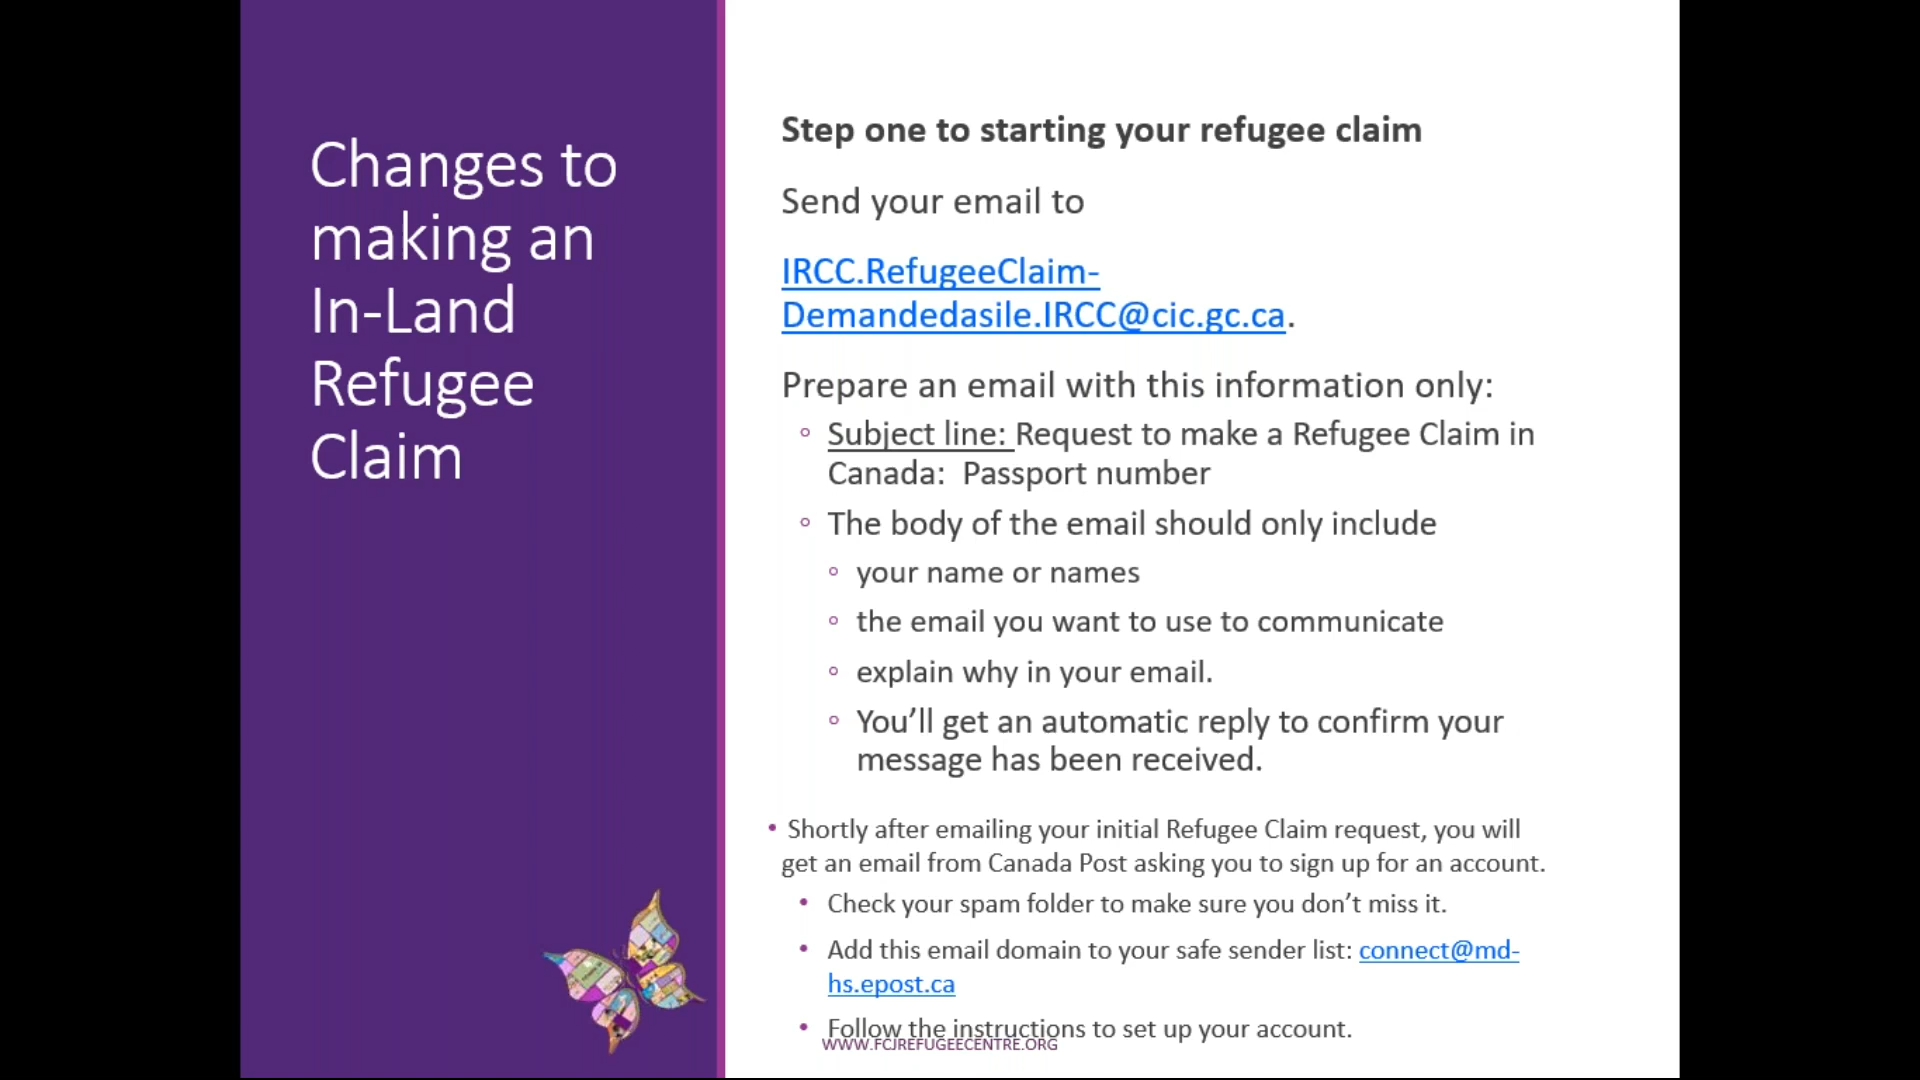 Changes to
making an
In-Land
Refugee
Claim
Step one to starting your refugee claim
Send your email to
IRCC.RefugeeClaim-
Demandedasile.IRCC@cic.gc.ca.
Prepare an email with this information only:
Subject line: Request to make a Refugee Claim in
Canada:  Passport number
The body of the email should only include
your name or names
the email you want to use to communicate
explain why in your email.
You’ll get an automatic reply to confirm your
message has been received.
Shortly after emailing your initial Refugee Claim request, you will
get an email from Canada Post asking you to sign up for an account.
Check your spam folder to make sure you don’t miss it.
Add this email domain to your safe sender list: connect@md-
hs.epost.ca
Follow the instructions to set up your account.
WWW.FCJREFUGEECENTRE.ORG